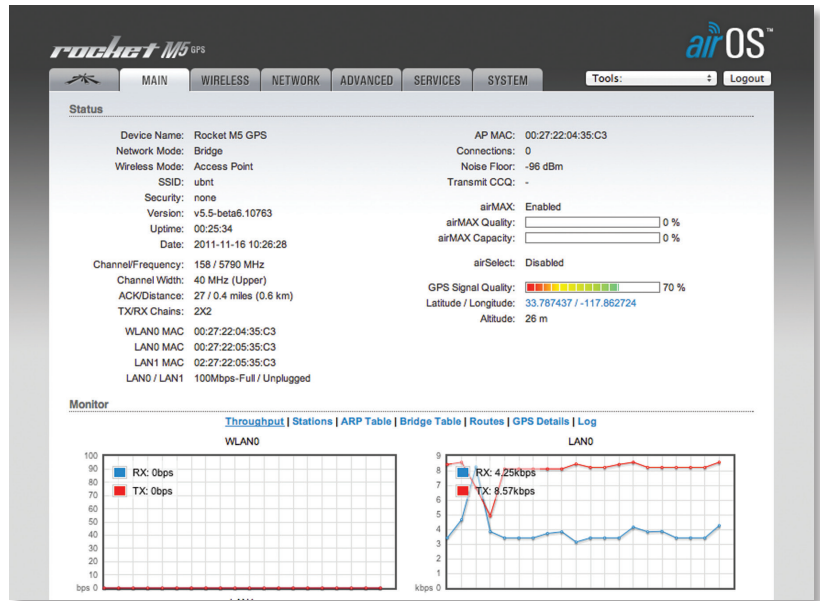 rocket M5 GPS
airOS™
MAIN WIRELESS NETWORK ADVANCED SERVICES SYSTEM Tools: Logout
Status
Device Name: Rocket M5 GPS
Network Mode: Bridge
Wireless Mode: Access Point
SSID: ubnt
Security: none
Version: v5.5-beta6.10763
Uptime: 00:25:34
Date: 2011-11-16 10:26:28
Channel/Frequency: 158 / 5790 MHz
Channel Width: 40 MHz (Upper)
ACK/Distance: 27 / 0.4 miles (0.6 km)
TX/RX Chains: 2X2
WLAN0 MAC 00:27:22:04:35:C3
LAN0 MAC 00:27:22:05:35:C3
LAN1 MAC 02:27:22:05:35:C3
LAN0 / LAN1 100Mbps-Full / Unplugged
AP MAC: 00:27:22:04:35:C3
Connections: 0
Noise Floor: -96 dBm
Transmit CCQ: -
airMAX: Enabled
airMAX Quality: 0 %
airMAX Capacity: 0 %
airSelect: Disabled
GPS Signal Quality: 70 %
Latitude / Longitude: 33.787437 / -117.862724
Altitude: 26 m
Monitor
Throughput | Stations | ARP Table | Bridge Table | Routes | GPS Details | Log
WLAN0
100
90
80
70
60
50
40
30
20
10
bps 0
RX: 0bps
TX: 0bps
LAN0
9
8
7
6
5
4
3
2
1
kbps 0
RX: 4.25kbps
TX: 8.57kbps